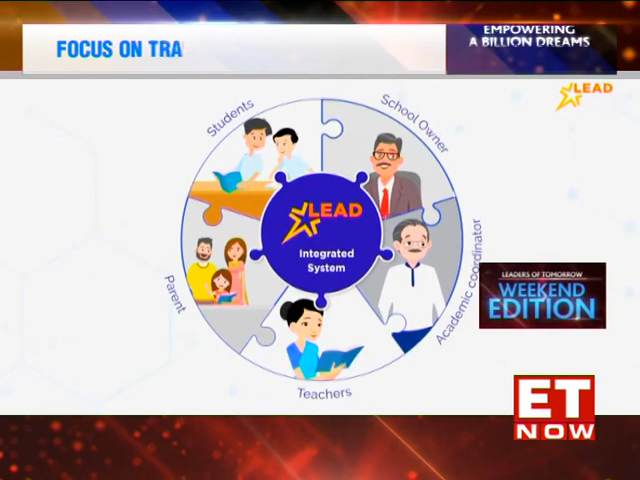 EMPOWERING
A BILLION DREAMS
FOCUS ON TRA
LEAD
Students
School Owner
LEAD
Integrated
System
Academic coordinator
Parent
Teachers
LEADERS OF TOMORROW
WEEKEND
EDITION
ET
NOW